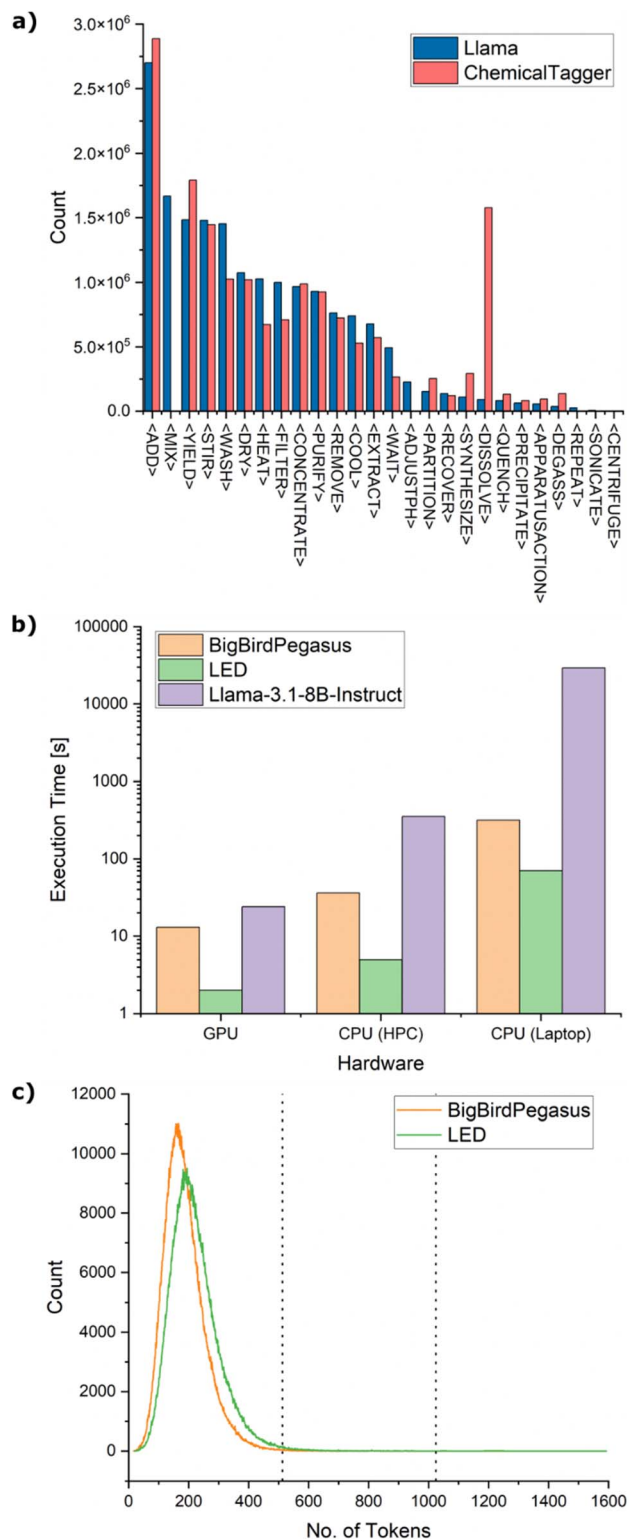 a)
3.0×10⁶
2.5×10⁶
2.0×10⁶
1.5×10⁶
1.0×10⁶
5.0×10⁵
0.0
Count
Llama
ChemicalTagger
<ADD>
<MIX>
<YIELD>
<STIR>
<WASH>
<DRY>
<HEAT>
<FILTER>
<CONCENTRATE>
<PURIFY>
<REMOVE>
<COOL>
<EXTRACT>
<WAIT>
<ADJUSTPH>
<PARTITION>
<RECOVER>
<SYNTHESIZE>
<DISSOLVE>
<QUENCH>
<PRECIPITATE>
<APPARATUSACTION>
<DEGASS>
<REPEAT>
<SONICATE>
<CENTRIFUGE>
b)
100000
10000
1000
100
10
1
Execution Time [s]
BigBirdPegasus
LED
Llama-3.1-8B-Instruct
GPU
CPU (HPC)
CPU (Laptop)
Hardware
c)
12000
10000
8000
6000
4000
2000
0
Count
BigBirdPegasus
LED
0
200
400
600
800
1000
1200
1400
1600
No. of Tokens